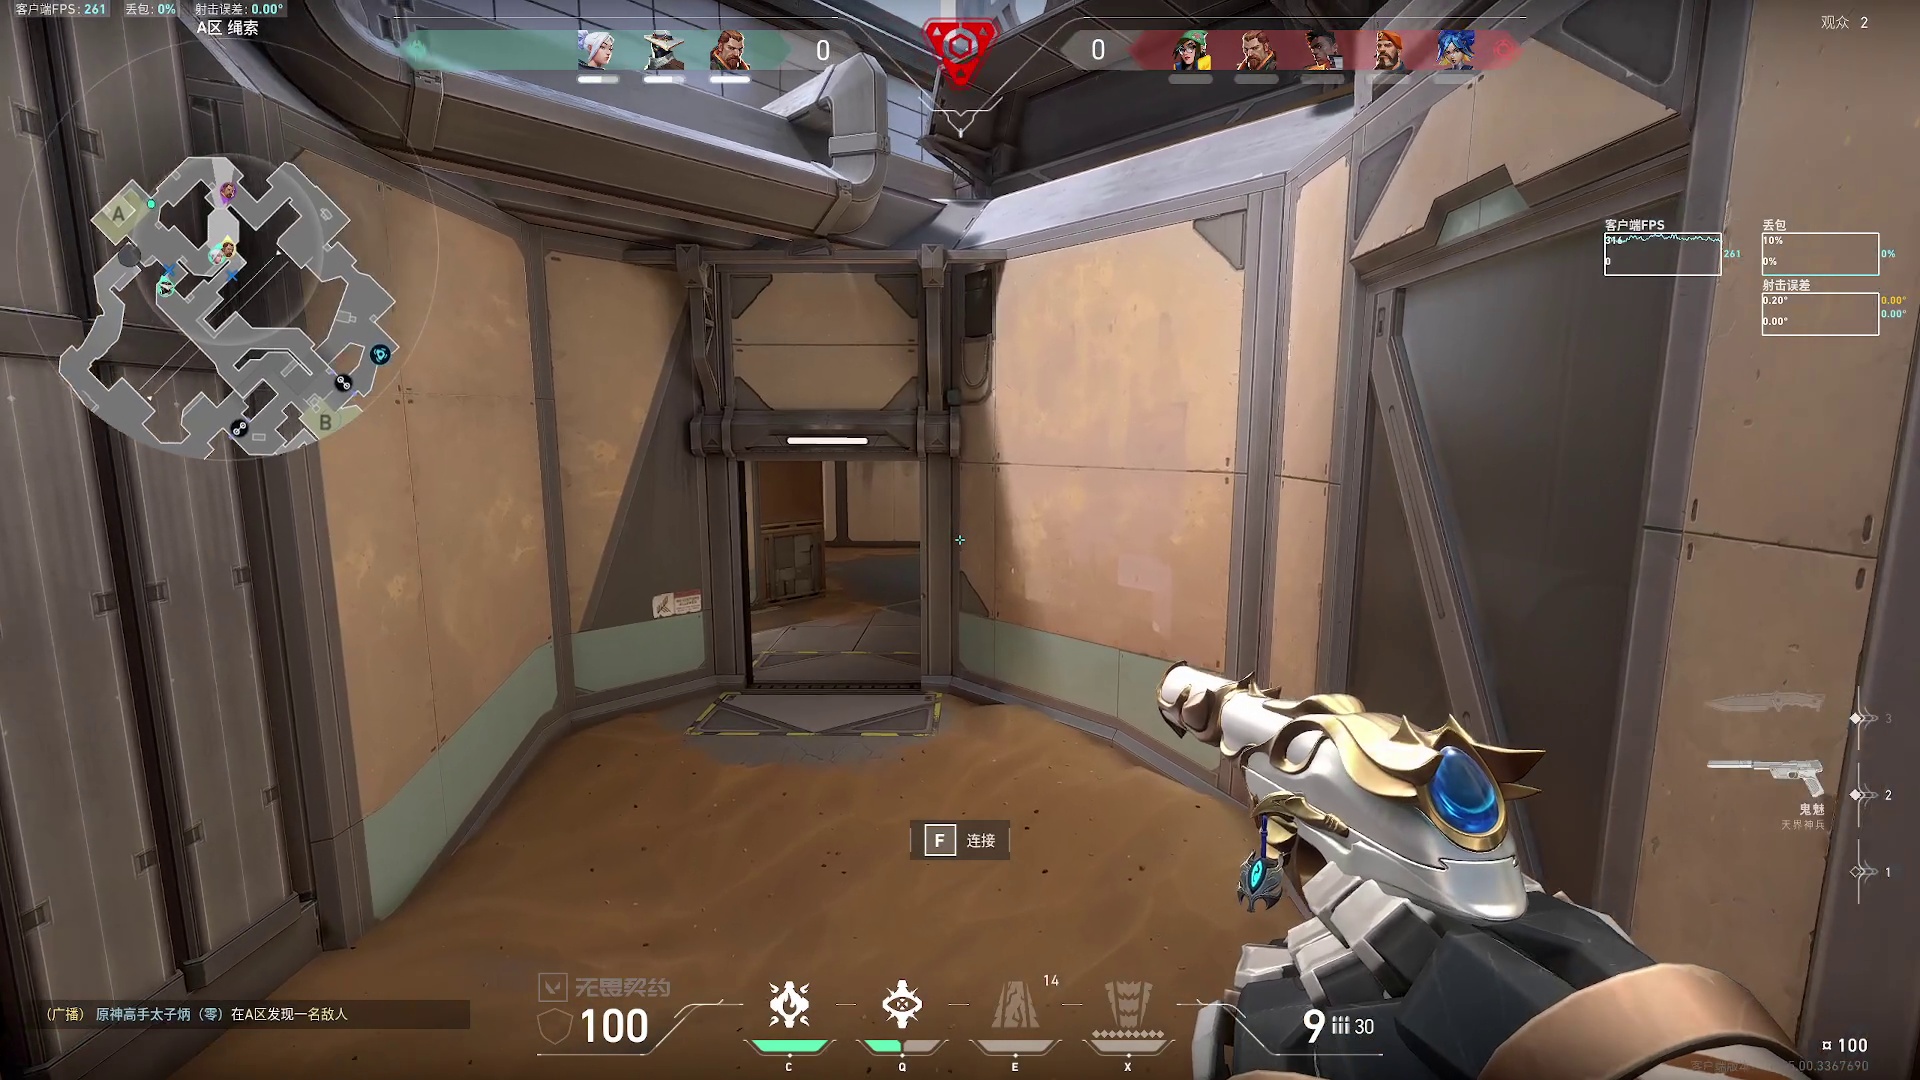 客户端FPS: 261 丢包: 0% 射击误差: 0.00°
A区 绳索
0
0
观众 2
A
B
客户端FPS
316
0
261
丢包
10%
0%
0%
射击误差
0.20°
0.00°
0.00°
0.00°
3
2
鬼魅
天界神兵
1
F 连接
(广播) 原神高手太子炳 (零) 在A区发现一名敌人
无畏契约
100
14
C
Q
E
X
9 30
¤ 100
00.3367690